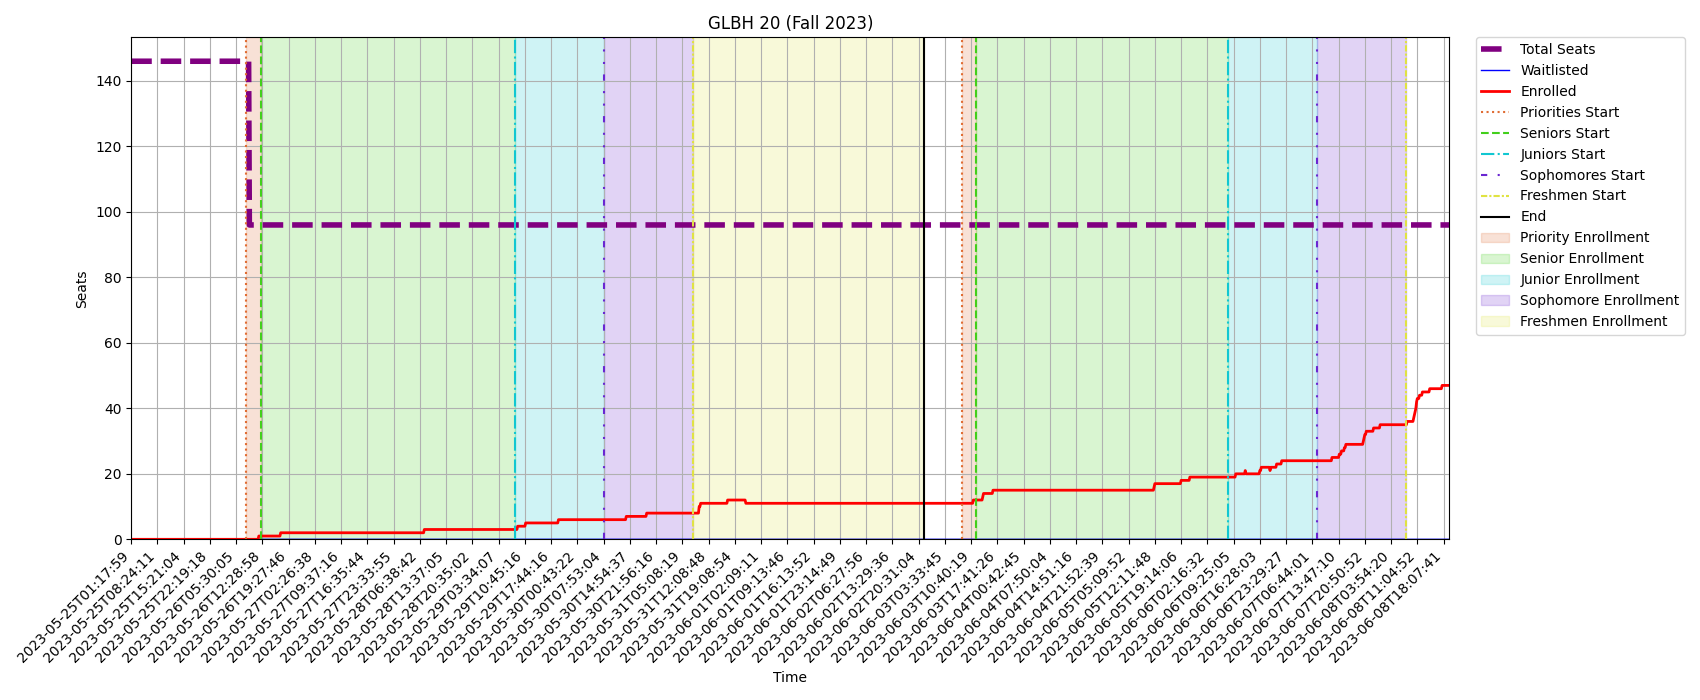 GLBH 20 (Fall 2023)
140
120
100
80
60
40
20
0
Seats
2023-05-25T01:17:59
2023-05-25T08:24:11
2023-05-25T15:21:04
2023-05-25T22:19:18
2023-05-26T05:30:05
2023-05-26T12:28:58
2023-05-26T19:27:46
2023-05-27T02:26:38
2023-05-27T09:37:16
2023-05-27T16:35:44
2023-05-27T23:33:55
2023-05-28T06:38:42
2023-05-28T13:37:05
2023-05-28T20:35:02
2023-05-29T03:34:07
2023-05-29T10:45:16
2023-05-29T17:44:16
2023-05-30T00:43:22
2023-05-30T07:53:04
2023-05-30T14:54:37
2023-05-30T21:56:16
2023-05-31T05:08:19
2023-05-31T12:08:48
2023-05-31T19:08:54
2023-06-01T02:09:11
2023-06-01T09:13:46
2023-06-01T16:13:52
2023-06-01T23:14:49
2023-06-02T06:27:56
2023-06-02T13:29:36
2023-06-02T20:31:04
2023-06-03T03:33:45
2023-06-03T10:40:19
2023-06-03T17:41:26
2023-06-04T00:42:45
2023-06-04T07:50:04
2023-06-04T14:51:16
2023-06-04T21:52:39
2023-06-05T05:09:52
2023-06-05T12:11:48
2023-06-05T19:14:06
2023-06-06T02:16:32
2023-06-06T09:25:05
2023-06-06T16:28:03
2023-06-06T23:29:27
2023-06-07T06:44:01
2023-06-07T13:47:10
2023-06-07T20:50:52
2023-06-08T03:54:20
2023-06-08T11:04:52
2023-06-08T18:07:41
Time
Total Seats
Waitlisted
Enrolled
Priorities Start
Seniors Start
Juniors Start
Sophomores Start
Freshmen Start
End
Priority Enrollment
Senior Enrollment
Junior Enrollment
Sophomore Enrollment
Freshmen Enrollment